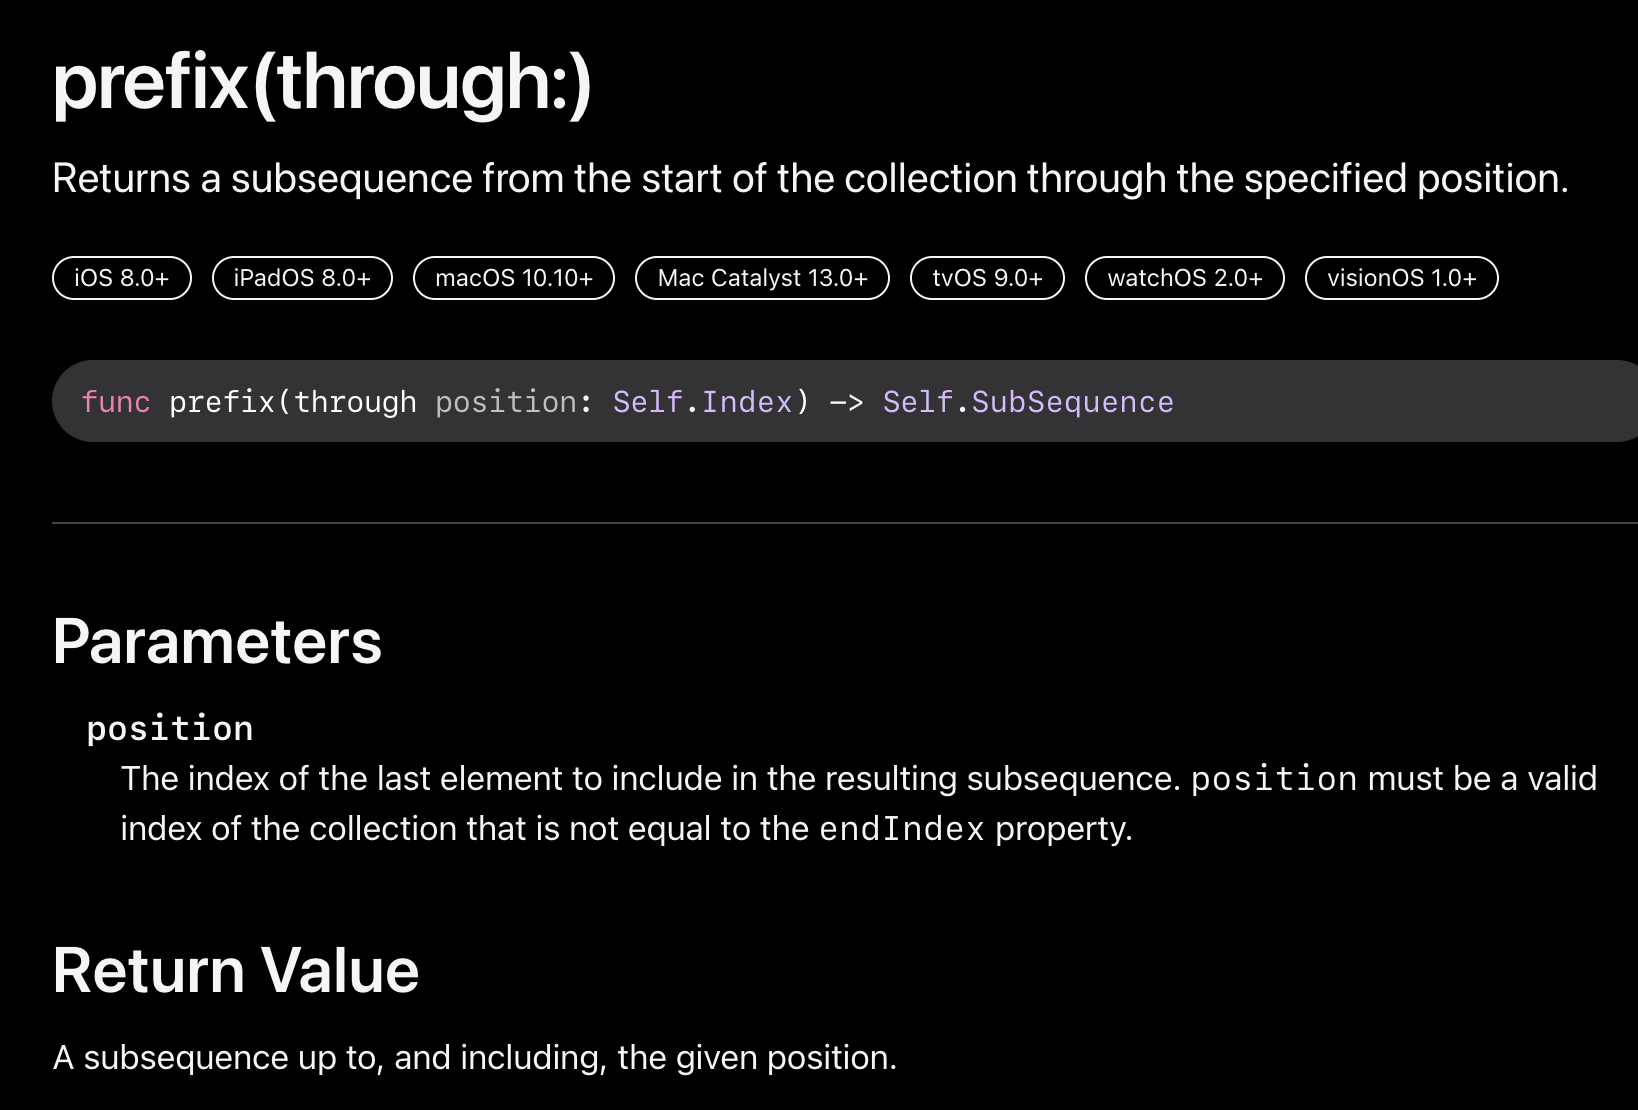 prefix(through:)
Returns a subsequence from the start of the collection through the specified position.
iOS 8.0+ iPadOS 8.0+ macOS 10.10+ Mac Catalyst 13.0+ tvOS 9.0+ watchOS 2.0+ visionOS 1.0+
func prefix(through position: Self.Index) -> Self.SubSequence
Parameters
position
The index of the last element to include in the resulting subsequence. position must be a valid
index of the collection that is not equal to the endIndex property.
Return Value
A subsequence up to, and including, the given position.